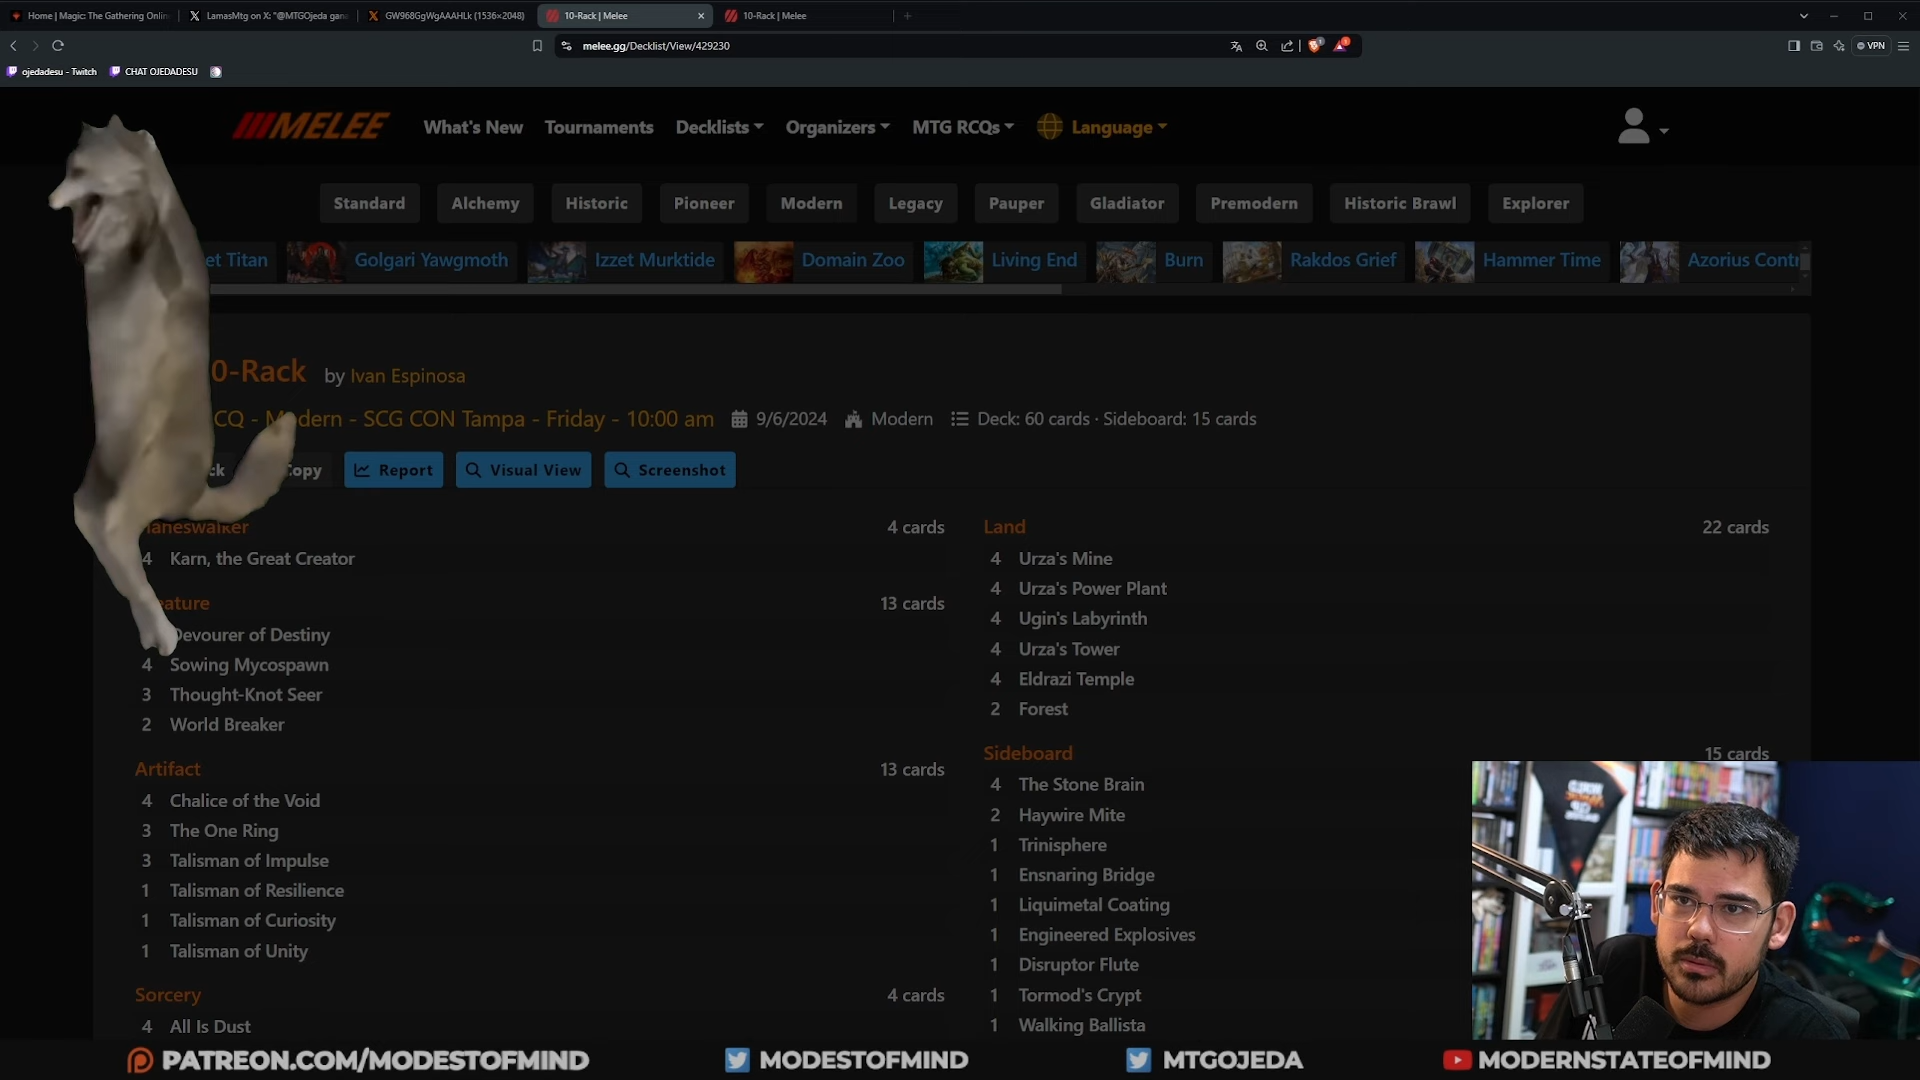 Home | Magic: The Gathering Onlin
LamasMtg on X: "@MTGOjeda gana
GW968GgWgAAAHLk (1536×2048)
10-Rack | Melee
10-Rack | Melee
melee.gg/Decklist/View/429230
VPN
ojedadesu - Twitch
CHAT OJEDADESU
MELEE
What's New
Tournaments
Decklists
Organizers
MTG RCQs
Language
Standard
Alchemy
Historic
Pioneer
Modern
Legacy
Pauper
Gladiator
Premodern
Historic Brawl
Explorer
et Titan
Golgari Yawgmoth
Izzet Murktide
Domain Zoo
Living End
Burn
Rakdos Grief
Hammer Time
Azorius Contr
0-Rack by Ivan Espinosa
CQ - Modern - SCG CON Tampa - Friday - 10:00 am 9/6/2024 Modern Deck: 60 cards · Sideboard: 15 cards
ck
Copy
Report
Visual View
Screenshot
laneswalker 4 cards
4 Karn, the Great Creator
eature 13 cards
Devourer of Destiny
4 Sowing Mycospawn
3 Thought-Knot Seer
2 World Breaker
Artifact 13 cards
4 Chalice of the Void
3 The One Ring
3 Talisman of Impulse
1 Talisman of Resilience
1 Talisman of Curiosity
1 Talisman of Unity
Sorcery 4 cards
4 All Is Dust
Land 22 cards
4 Urza's Mine
4 Urza's Power Plant
4 Ugin's Labyrinth
4 Urza's Tower
4 Eldrazi Temple
2 Forest
Sideboard 15 cards
4 The Stone Brain
2 Haywire Mite
1 Trinisphere
1 Ensnaring Bridge
1 Liquimetal Coating
1 Engineered Explosives
1 Disruptor Flute
1 Tormod's Crypt
1 Walking Ballista
PATREON.COM/MODESTOFMIND
MODESTOFMIND
MTGOJEDA
MODERNSTATEOFMIND